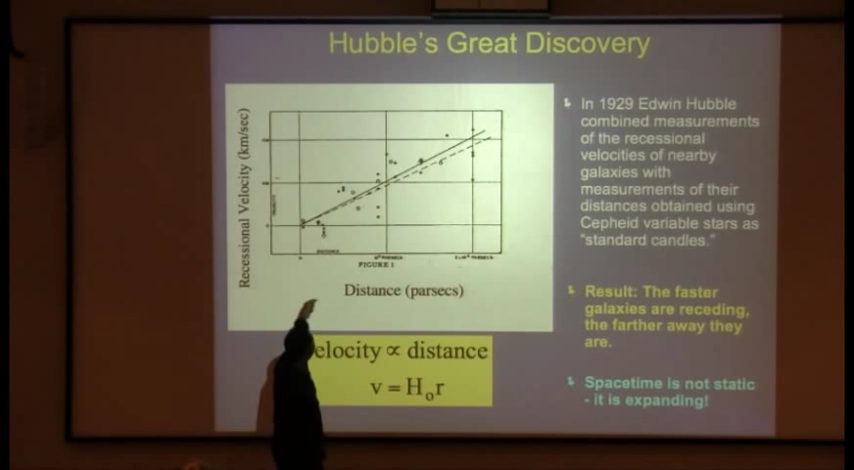 Hubble's Great Discovery
Recessional Velocity (km/sec)
FIGURE 1
Distance (parsecs)
elocity ∝ distance
v = Hₒr
In 1929 Edwin Hubble
combined measurements
of the recessional
velocities of nearby
galaxies with
measurements of their
distances obtained using
Cepheid variable stars as
"standard candles."
Result: The faster
galaxies are receding,
the farther away they
are.
Spacetime is not static
- it is expanding!